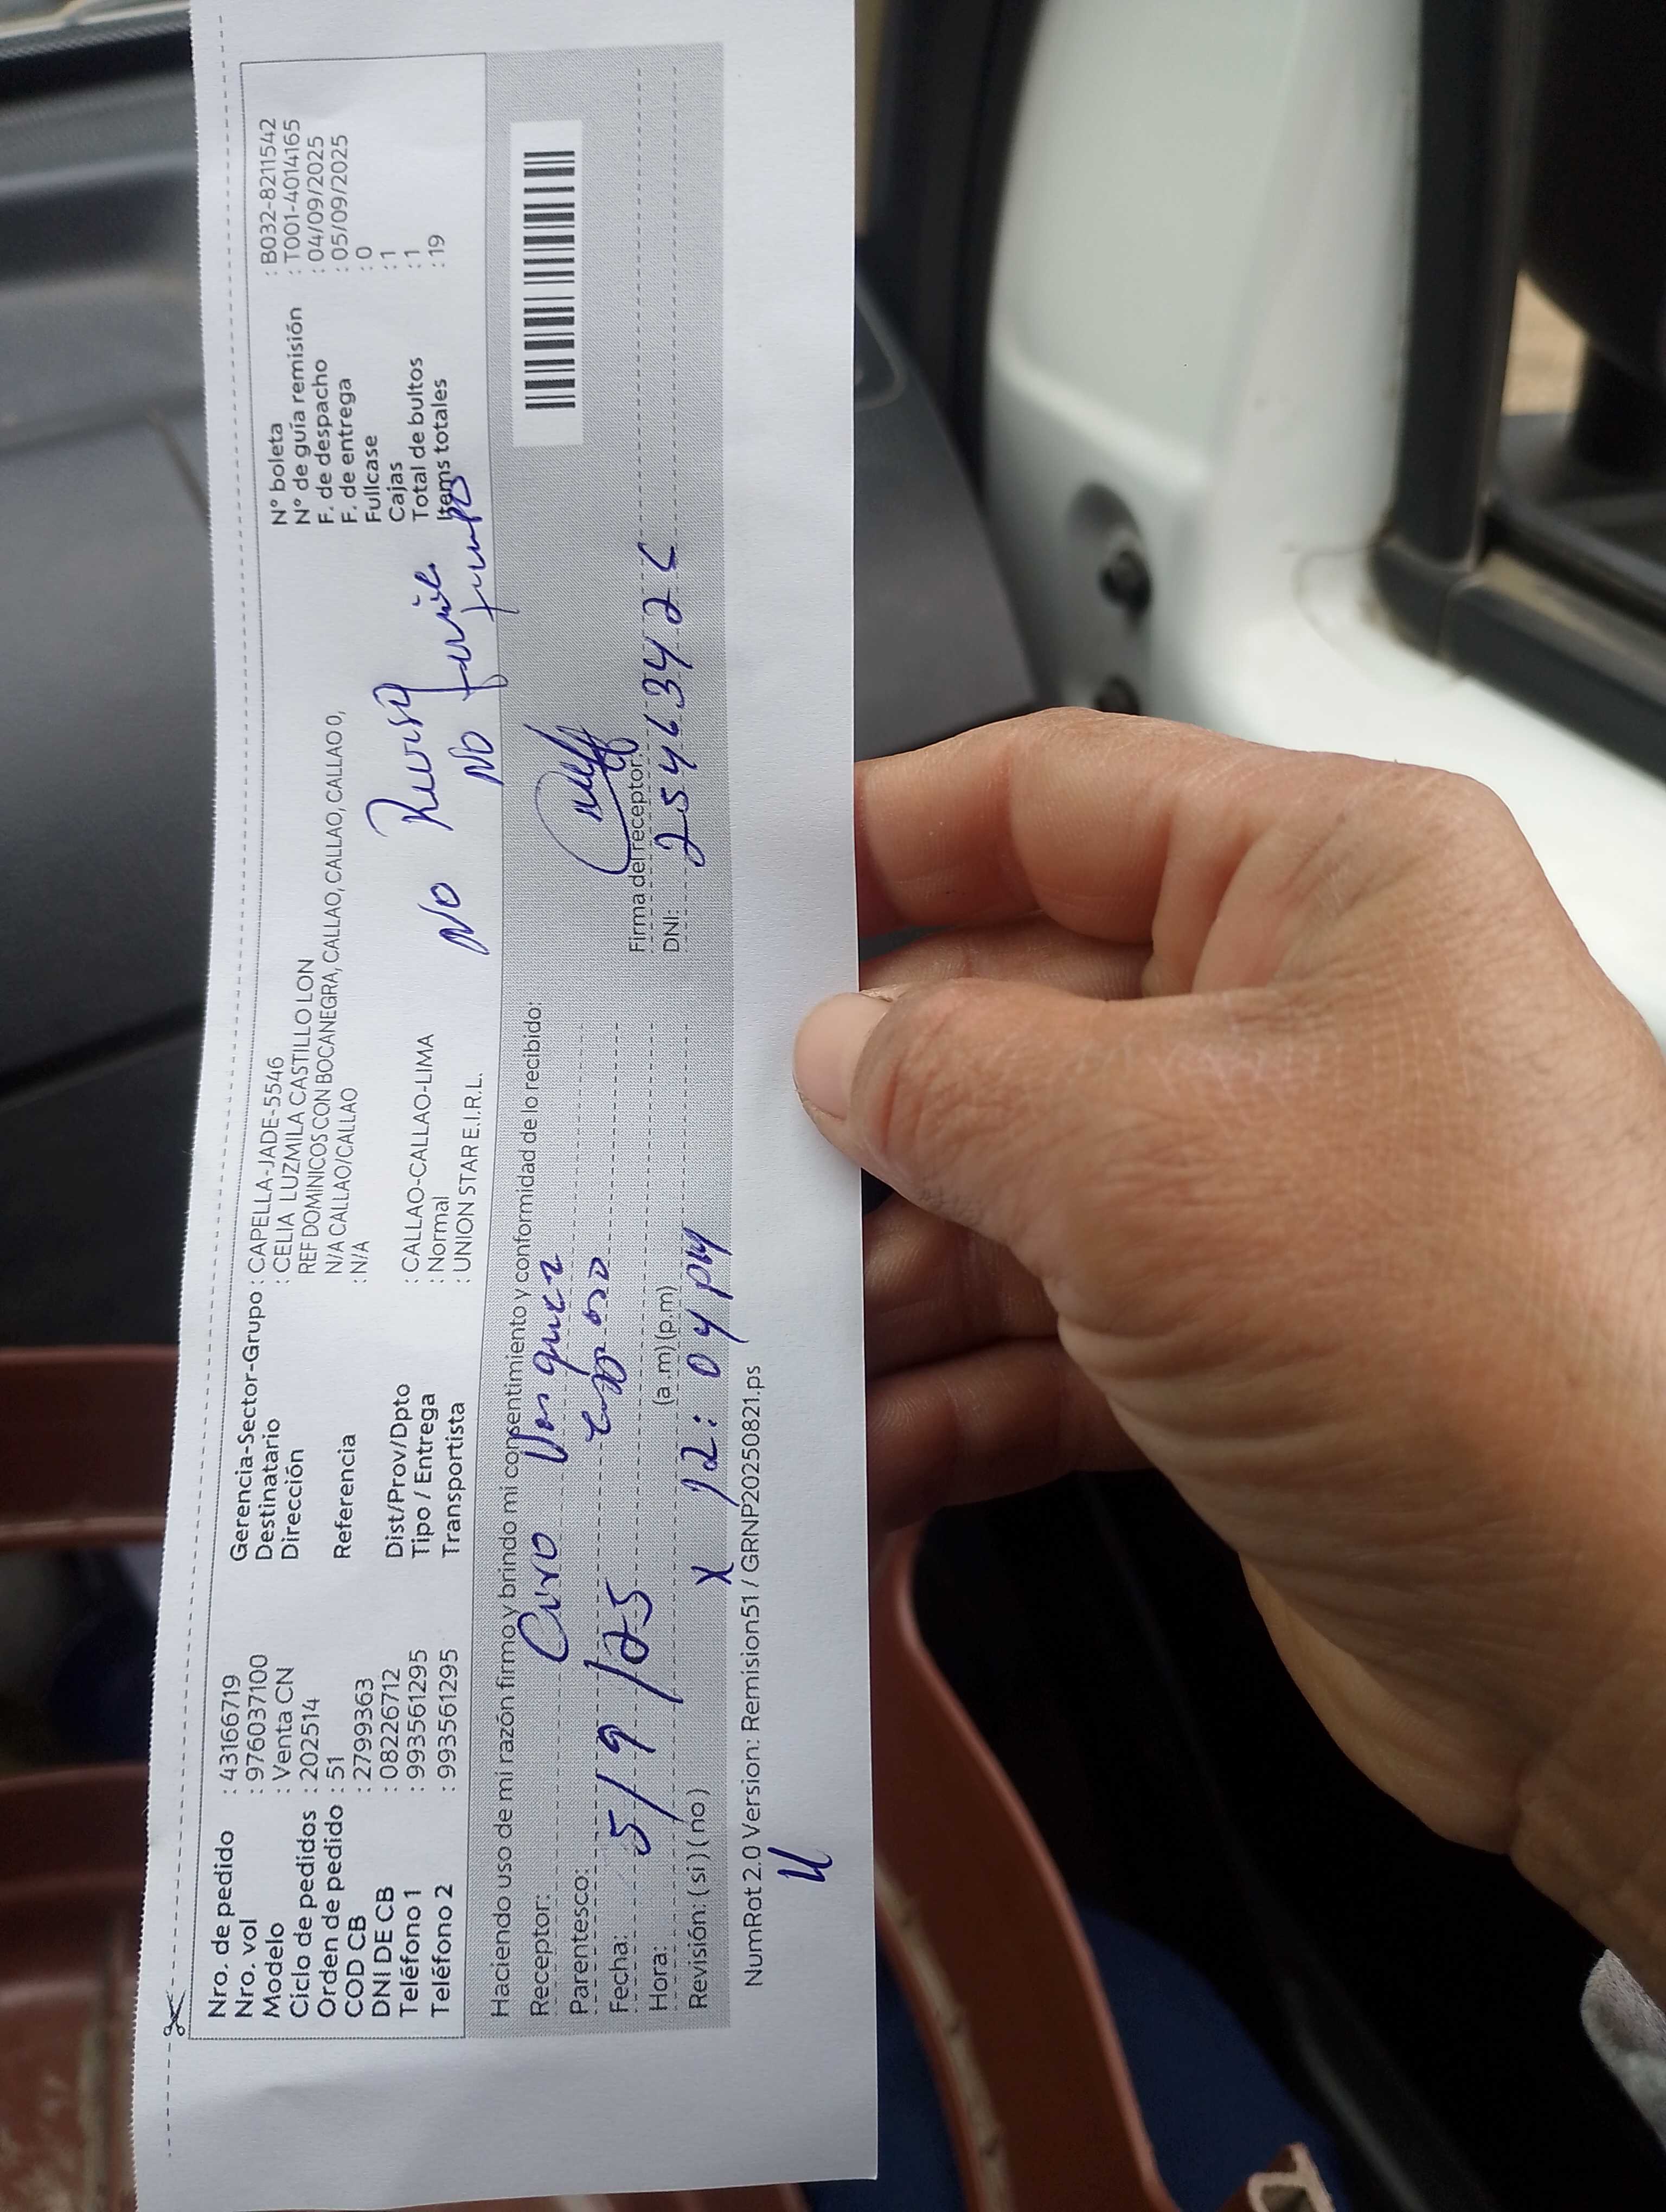 Nro. de pedido : 43166719
Nro. vol : 976037100
Modelo : Venta CN
Ciclo de pedidos : 202514
Orden de pedido : 51
COD CB : 2799363
DNI DE CB : 08226712
Teléfono 1 : 993561295
Teléfono 2 : 993561295
Gerencia-Sector-Grupo : CAPELLA-JADE-5546
Destinatario : CELIA LUZMILA CASTILLO LON
Dirección REF DOMINICOS CON BOCANEGRA, CALLAO, CALLAO, CALLAO 0,
N/A CALLAO/CALLAO
Referencia : N/A
Dist/Prov/Dpto : CALLAO-CALLAO-LIMA
Tipo / Entrega : Normal
Transportista : UNION STAR E.I.R.L.
N° boleta : B032-8211542
N° de guía remisión : T001-4014165
F. de despacho : 04/09/2025
F. de entrega : 05/09/2025
Fullcase : 0
Cajas : 1
Total de bultos : 1
Items totales : 19
No Revisa
No
Haciendo uso de mi razón firmo y brindo mi consentimiento y conformidad de lo recibido:
Receptor: Ciro Vasquez
Parentesco: esposo
Fecha: 5/9/25
Hora: (a.m) (p.m)
12:04 pm
Revisión: (si) (no) X
Firma del receptor:
DNI: 2546342
NumRot 2.0 Version: Remision51 / GRNP20250821.ps